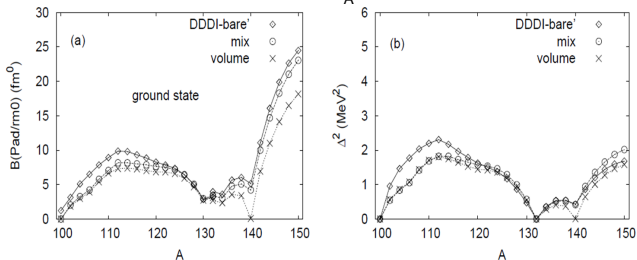 A
30
25
20
15
10
5
0
B(Pad/rm0) (fm⁰)
(a)
DDDI-bare'
mix
volume
ground state
100 110 120 130 140 150
A
6
5
4
3
2
1
0
Δ² (MeV²)
(b)
DDDI-bare'
mix
volume
100 110 120 130 140 150
A